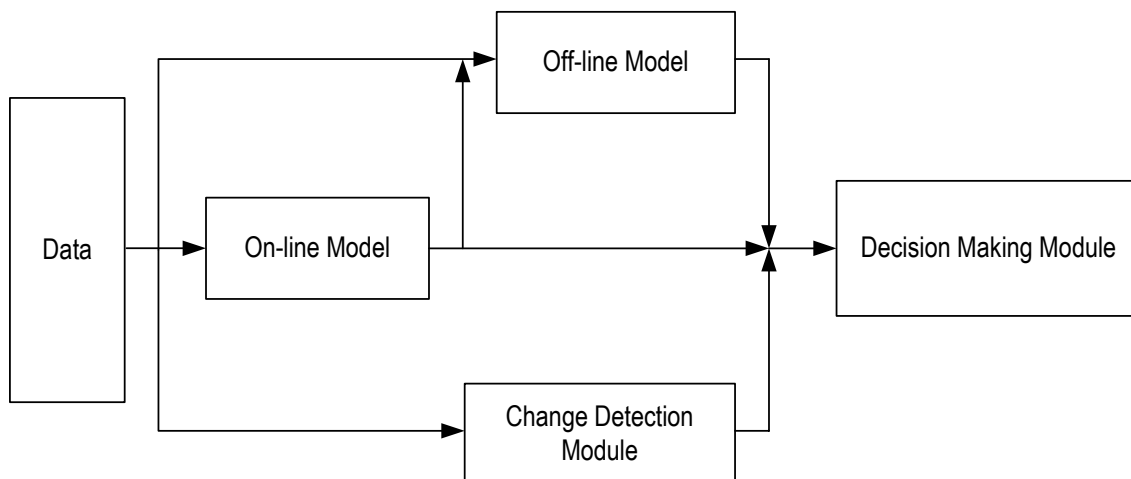 Off-line Model
Data
On-line Model
Decision Making Module
Change Detection
Module